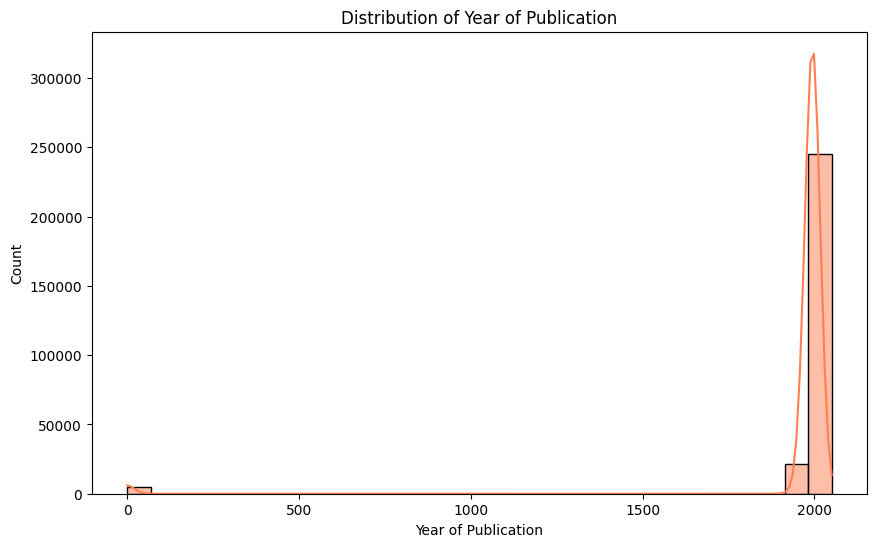 Distribution of Year of Publication
300000
250000
200000
150000
100000
50000
0
Count
0 500 1000 1500 2000
Year of Publication